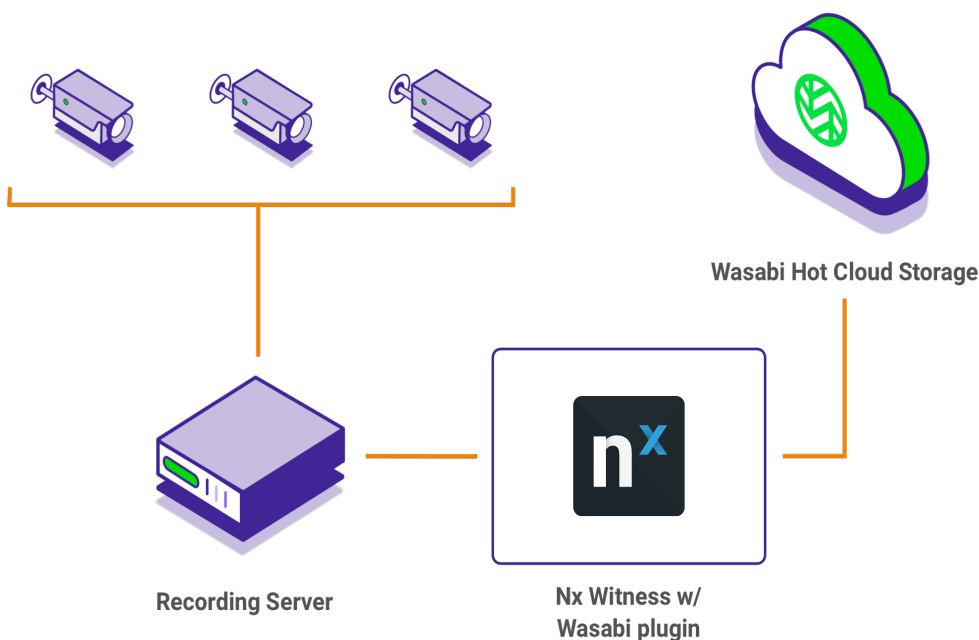 Wasabi Hot Cloud Storage
nx
Recording Server
Nx Witness w/
Wasabi plugin